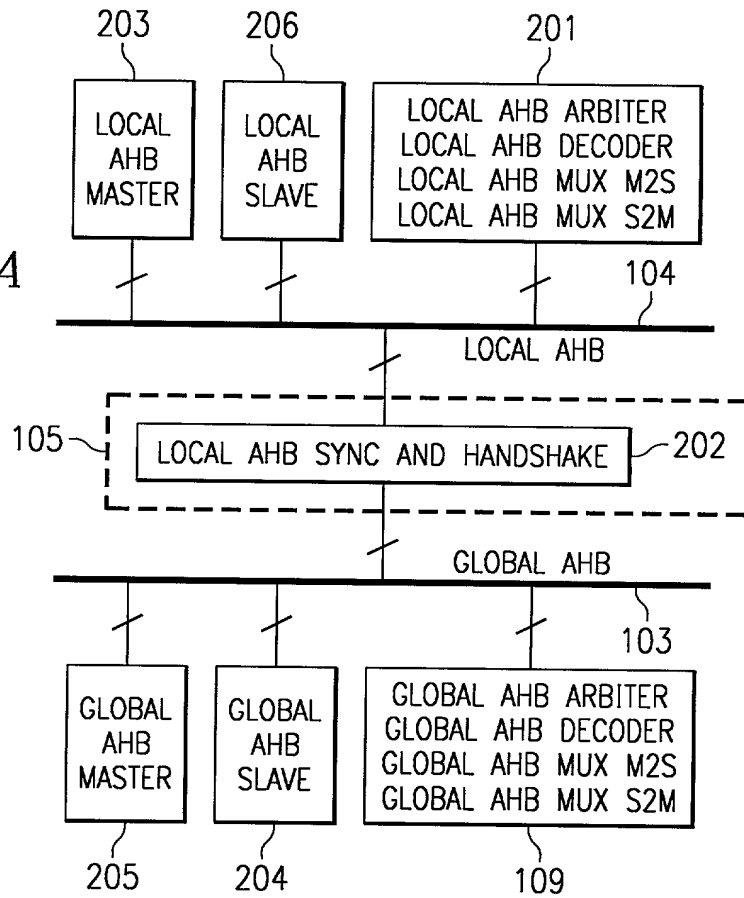 203
206
201
LOCAL
AHB
MASTER
LOCAL
AHB
SLAVE
LOCAL AHB ARBITER
LOCAL AHB DECODER
LOCAL AHB MUX M2S
LOCAL AHB MUX S2M
A
104
LOCAL AHB
105
LOCAL AHB SYNC AND HANDSHAKE
202
GLOBAL AHB
103
GLOBAL
AHB
MASTER
GLOBAL
AHB
SLAVE
GLOBAL AHB ARBITER
GLOBAL AHB DECODER
GLOBAL AHB MUX M2S
GLOBAL AHB MUX S2M
205
204
109